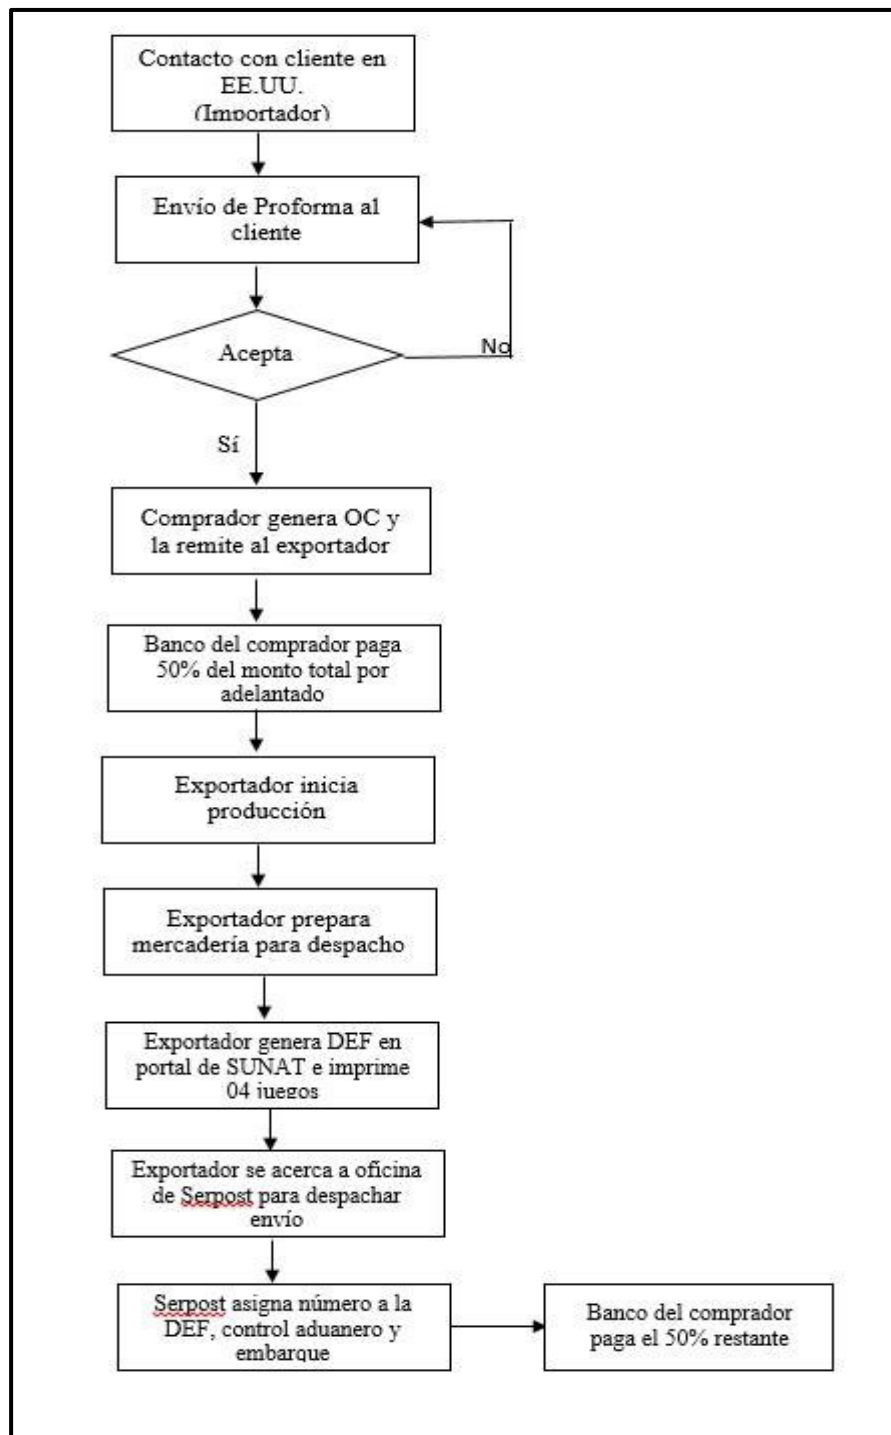 Contacto con cliente en
EE.UU.
(Importador)
Envío de Proforma al
cliente
Acepta
No
Sí
Comprador genera OC y
la remite al exportador
Banco del comprador paga
50% del monto total por
adelantado
Exportador inicia
producción
Exportador prepara
mercadería para despacho
Exportador genera DEF en
portal de SUNAT e imprime
04 juegos
Exportador se acerca a oficina
de Serpost para despachar
envío
Serpost asigna número a la
DEF, control aduanero y
embarque
Banco del comprador
paga el 50% restante